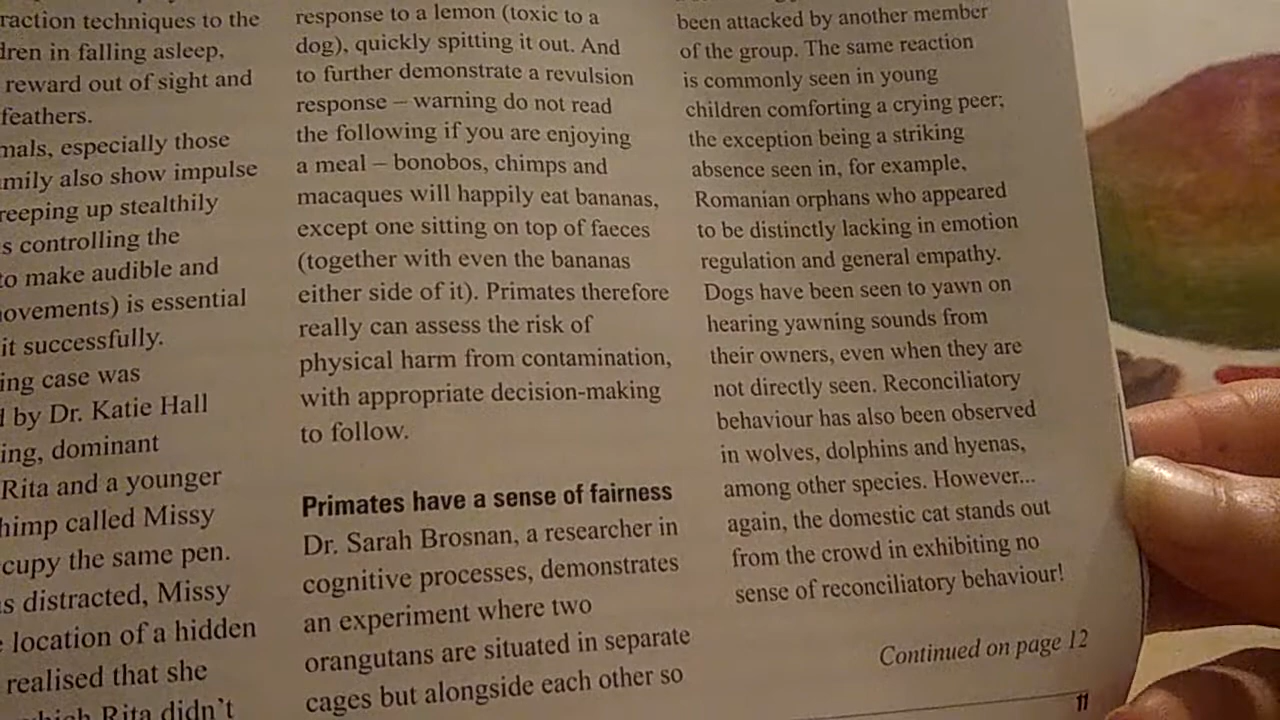 raction techniques to the
dren in falling asleep,
reward out of sight and
feathers.
mals, especially those
mily also show impulse
reeping up stealthily
s controlling the
to make audible and
ovements) is essential
it successfully.
ing case was
d by Dr. Katie Hall
ing, dominant
Rita and a younger
himp called Missy
cupy the same pen.
s distracted, Missy
e location of a hidden
realised that she
which Rita didn't
response to a lemon (toxic to a
dog), quickly spitting it out. And
to further demonstrate a revulsion
response – warning do not read
the following if you are enjoying
a meal – bonobos, chimps and
macaques will happily eat bananas,
except one sitting on top of faeces
(together with even the bananas
either side of it). Primates therefore
really can assess the risk of
physical harm from contamination,
with appropriate decision-making
to follow.
Primates have a sense of fairness
Dr. Sarah Brosnan, a researcher in
cognitive processes, demonstrates
an experiment where two
orangutans are situated in separate
cages but alongside each other so
been attacked by another member
of the group. The same reaction
is commonly seen in young
children comforting a crying peer;
the exception being a striking
absence seen in, for example,
Romanian orphans who appeared
to be distinctly lacking in emotion
regulation and general empathy.
Dogs have been seen to yawn on
hearing yawning sounds from
their owners, even when they are
not directly seen. Reconciliatory
behaviour has also been observed
in wolves, dolphins and hyenas,
among other species. However...
again, the domestic cat stands out
from the crowd in exhibiting no
sense of reconciliatory behaviour!
Continued on page 12
11